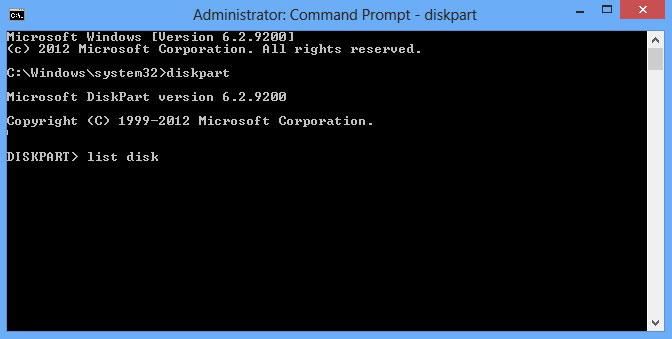 Administrator: Command Prompt - diskpart
Microsoft Windows [Version 6.2.9200]
(c) 2012 Microsoft Corporation. All rights reserved.
C:\Windows\system32>diskpart
Microsoft DiskPart version 6.2.9200
Copyright (C) 1999-2012 Microsoft Corporation.
DISKPART> list disk